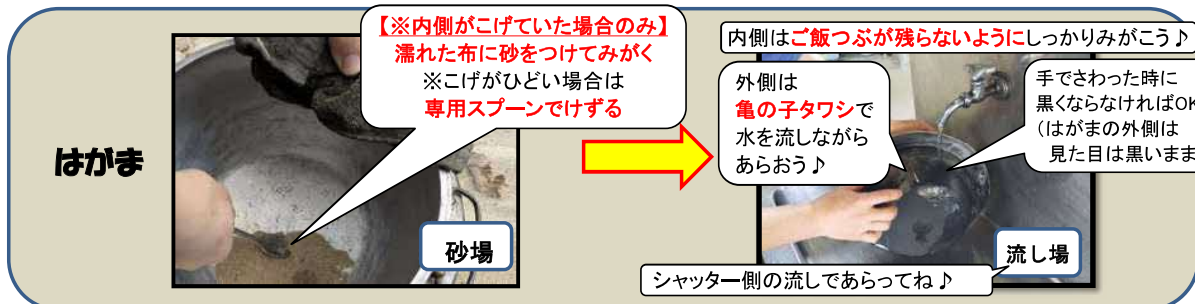 はがま
【※内側がこげていた場合のみ】
濡れた布に砂をつけてみがく
※こげがひどい場合は
専用スプーンでけずる
砂場
内側はご飯つぶが残らないようにしっかりみがこう♪
外側は
亀の子タワシで
水を流しながら
あらおう♪
手でさわった時に
黒くならなければOK
(はがまの外側は
見た目は黒いまま
流し場
シャッター側の流しであらってね♪